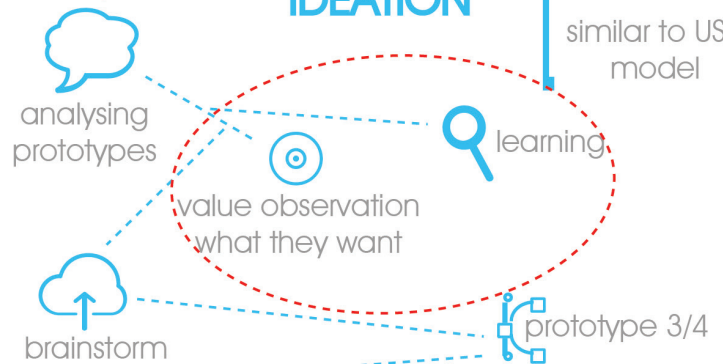 IDEATION
similar to US
model
analysing
prototypes
learning
value observation
what they want
prototype 3/4
brainstorm